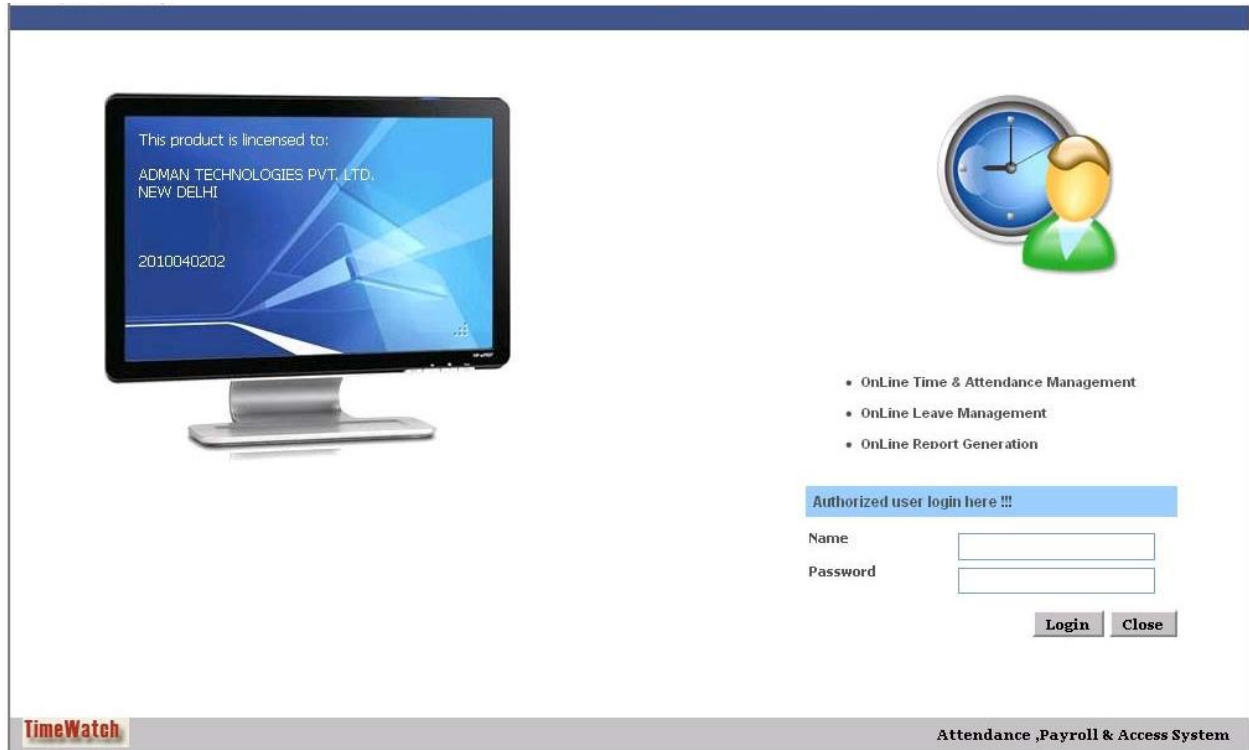 This product is lincensed to:
ADMAN TECHNOLOGIES PVT. LTD.
NEW DELHI
2010040202
• OnLine Time & Attendance Management
• OnLine Leave Management
• OnLine Report Generation
Authorized user login here !!!
Name
Password
Login Close
TimeWatch
Attendance ,Payroll & Access System